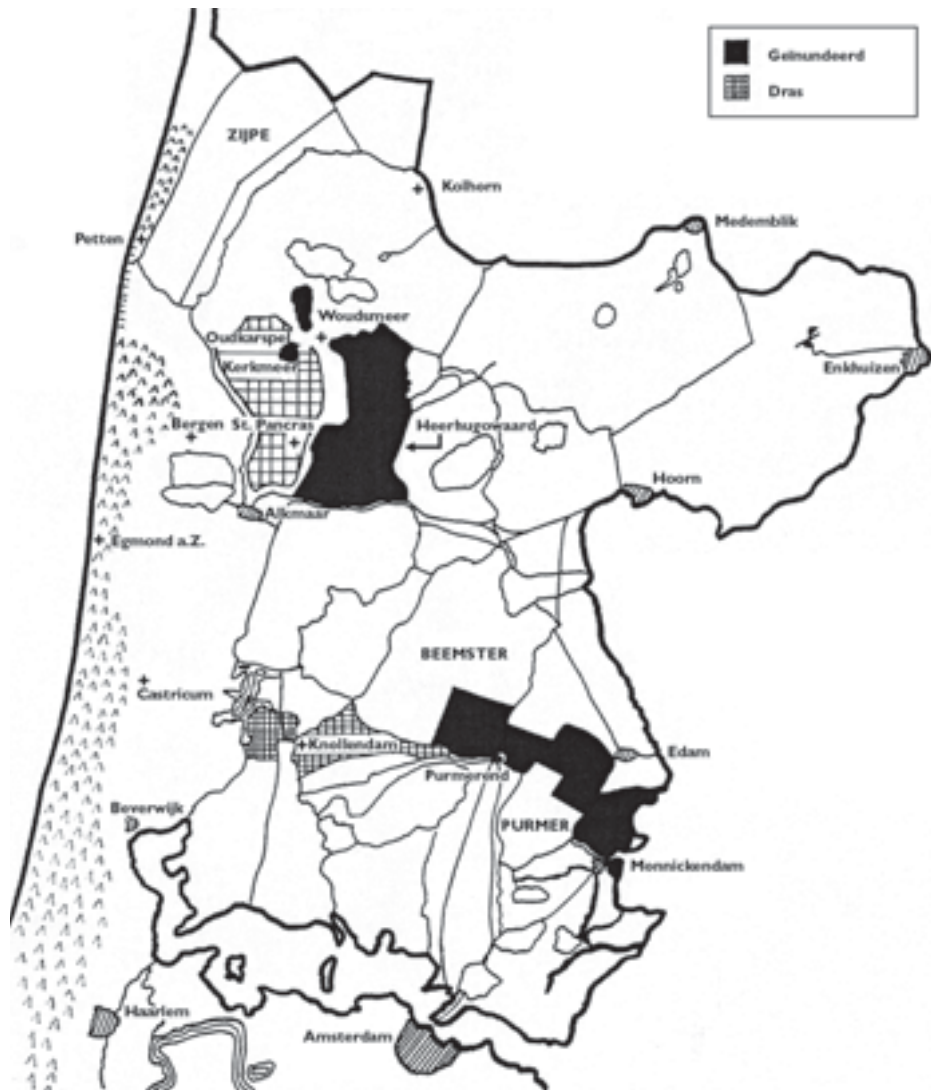 Geïnundeerd
Dras
ZIJPE
Kolhorn
Medemblik
Petten
Woudsmeer
Oudkarspel
Kerkmeer
Enkhuizen
Bergen
St. Pancras
Heerhugowaard
Hoorn
Alkmaar
Egmond a.Z.
BEEMSTER
Castricum
Knollendam
Edam
Purmerend
Beverwijk
PURMER
Monnickendam
Haarlem
Amsterdam